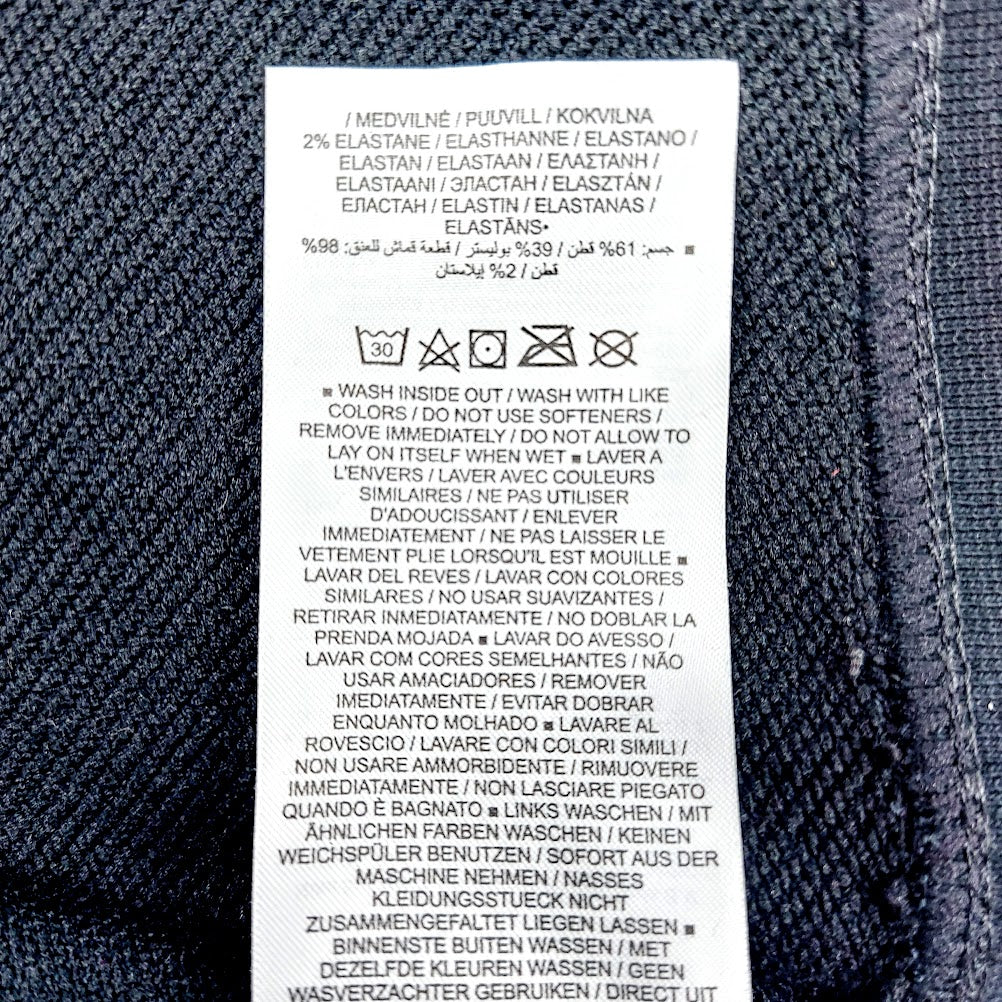 / MEDVILNĖ / PUUVILL / KOKVILNA
2% ELASTANE / ELASTHANNE / ELASTANO /
ELASTAN / ELASTAAN / ΕΛΑΣΤΑΝΗ /
ELASTAANI / ЭЛАСТАН / ELASZTÁN /
ЕЛАСТАН / ELASTIN / ELASTANAS /
ELASTĀNS•
▪ جسم: 61% قطن / 39% بوليستر / قطعة قماش للعنق: 98%
قطن / 2% إيلاستان
30
▪ WASH INSIDE OUT / WASH WITH LIKE
COLORS / DO NOT USE SOFTENERS /
REMOVE IMMEDIATELY / DO NOT ALLOW TO
LAY ON ITSELF WHEN WET ▪ LAVER A
L'ENVERS / LAVER AVEC COULEURS
SIMILAIRES / NE PAS UTILISER
D'ADOUCISSANT / ENLEVER
IMMEDIATEMENT / NE PAS LAISSER LE
VETEMENT PLIE LORSQU'IL EST MOUILLE ▪
LAVAR DEL REVES / LAVAR CON COLORES
SIMILARES / NO USAR SUAVIZANTES /
RETIRAR INMEDIATAMENTE / NO DOBLAR LA
PRENDA MOJADA ▪ LAVAR DO AVESSO /
LAVAR COM CORES SEMELHANTES / NÃO
USAR AMACIADORES / REMOVER
IMEDIATAMENTE / EVITAR DOBRAR
ENQUANTO MOLHADO ▪ LAVARE AL
ROVESCIO / LAVARE CON COLORI SIMILI /
NON USARE AMMORBIDENTE / RIMUOVERE
IMMEDIATAMENTE / NON LASCIARE PIEGATO
QUANDO È BAGNATO ▪ LINKS WASCHEN / MIT
ÄHNLICHEN FARBEN WASCHEN / KEINEN
WEICHSPÜLER BENUTZEN / SOFORT AUS DER
MASCHINE NEHMEN / NASSES
KLEIDUNGSSTUECK NICHT
ZUSAMMENGEFALTET LIEGEN LASSEN ▪
BINNENSTE BUITEN WASSEN / MET
DEZELFDE KLEUREN WASSEN / GEEN
WASVERZACHTER GEBRUIKEN / DIRECT UIT